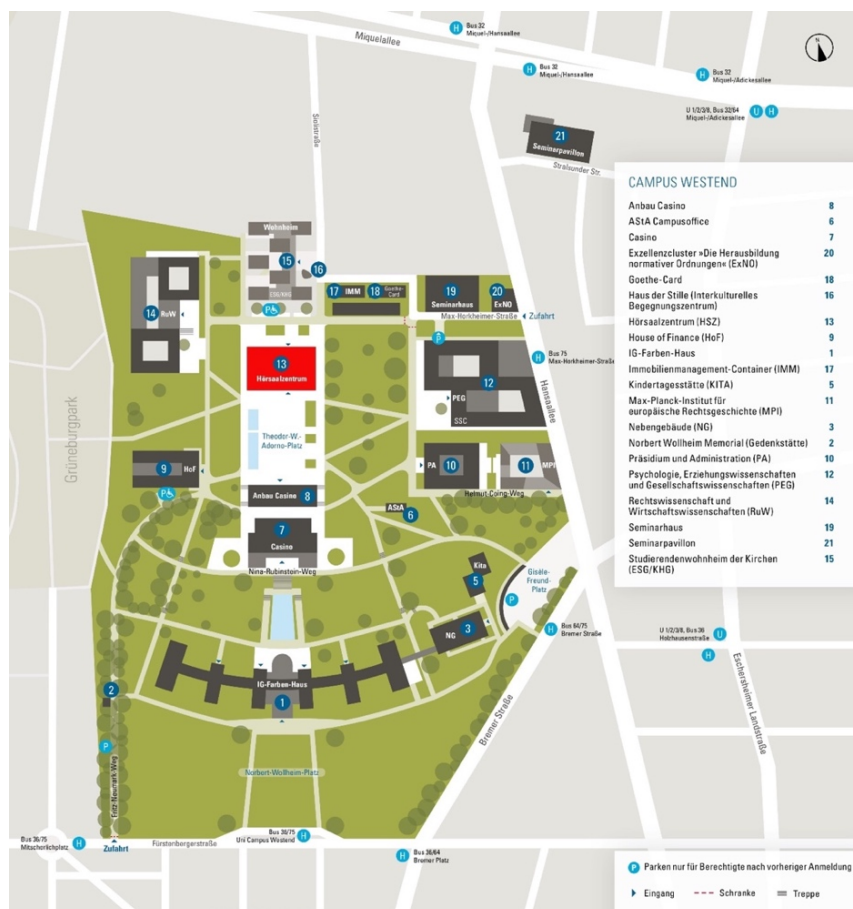 Bus 32
Miquel-/Hansaallee
Miquelallee
N
Bus 32
Miquel-/Hansaallee
Bus 32
Miquel-/Adickesallee
U 1/2/3/8, Bus 32/64
Miquel-/Adickesallee
H
H
H
U H
Siolistraße
21
Seminarpavillon
Stralsunder Str.
CAMPUS WESTEND
Anbau Casino 8
AStA Campusoffice 6
Casino 7
Exzellenzcluster »Die Herausbildung
normativer Ordnungen« (ExNO) 20
Goethe-Card 18
Haus der Stille (Interkulturelles
Begegnungszentrum) 16
Hörsaalzentrum (HSZ) 13
House of Finance (HoF) 9
IG-Farben-Haus 1
Immobilienmanagement-Container (IMM) 17
Kindertagesstätte (KITA) 5
Max-Planck-Institut für
europäische Rechtsgeschichte (MPI) 11
Nebengebäude (NG) 3
Norbert Wollheim Memorial (Gedenkstätte) 2
Präsidium und Administration (PA) 10
Psychologie, Erziehungswissenschaften
und Gesellschaftswissenschaften (PEG) 12
Rechtswissenschaft und
Wirtschaftswissenschaften (RuW) 14
Seminarhaus 19
Seminarpavillon 21
Studierendenwohnheim der Kirchen
(ESG/KHG) 15
Wohnheim
15
16
ESG/KHG
P
14 RuW
17 IMM
18 Goethe-
Card
19
Seminarhaus
20
ExNO
Max-Horkheimer-Straße
Zufahrt
P
13
Hörsaalzentrum
H
Bus 75
Max-Horkheimer-Straße
12
PEG
SSC
Hansaallee
Theodor-W.-
Adorno-Platz
Grüneburgpark
9 HoF
P
PA 10
11 MPI
Helmut-Coing-Weg
Anbau Casino 8
AStA
6
7
Casino
Nina-Rubinstein-Weg
Kita
5
Gisèle-
Freund-
Platz
P
3
NG
H
Bus 64/75
Bremer Straße
U 1/2/3/8, Bus 36
Holzhausenstraße
U
H
Eschersheimer Landstraße
IG-Farben-Haus
1
2
P
Fritz-Neumark-Weg
Norbert-Wollheim-Platz
Bremer Straße
Bus 36/75
Mitscherlichplatz
H
Zufahrt
Fürstenbergerstraße
Bus 36/75
Uni Campus Westend
H
H
Bus 36/64
Bremer Platz
P Parken nur für Berechtigte nach vorheriger Anmeldung
Eingang Schranke Treppe